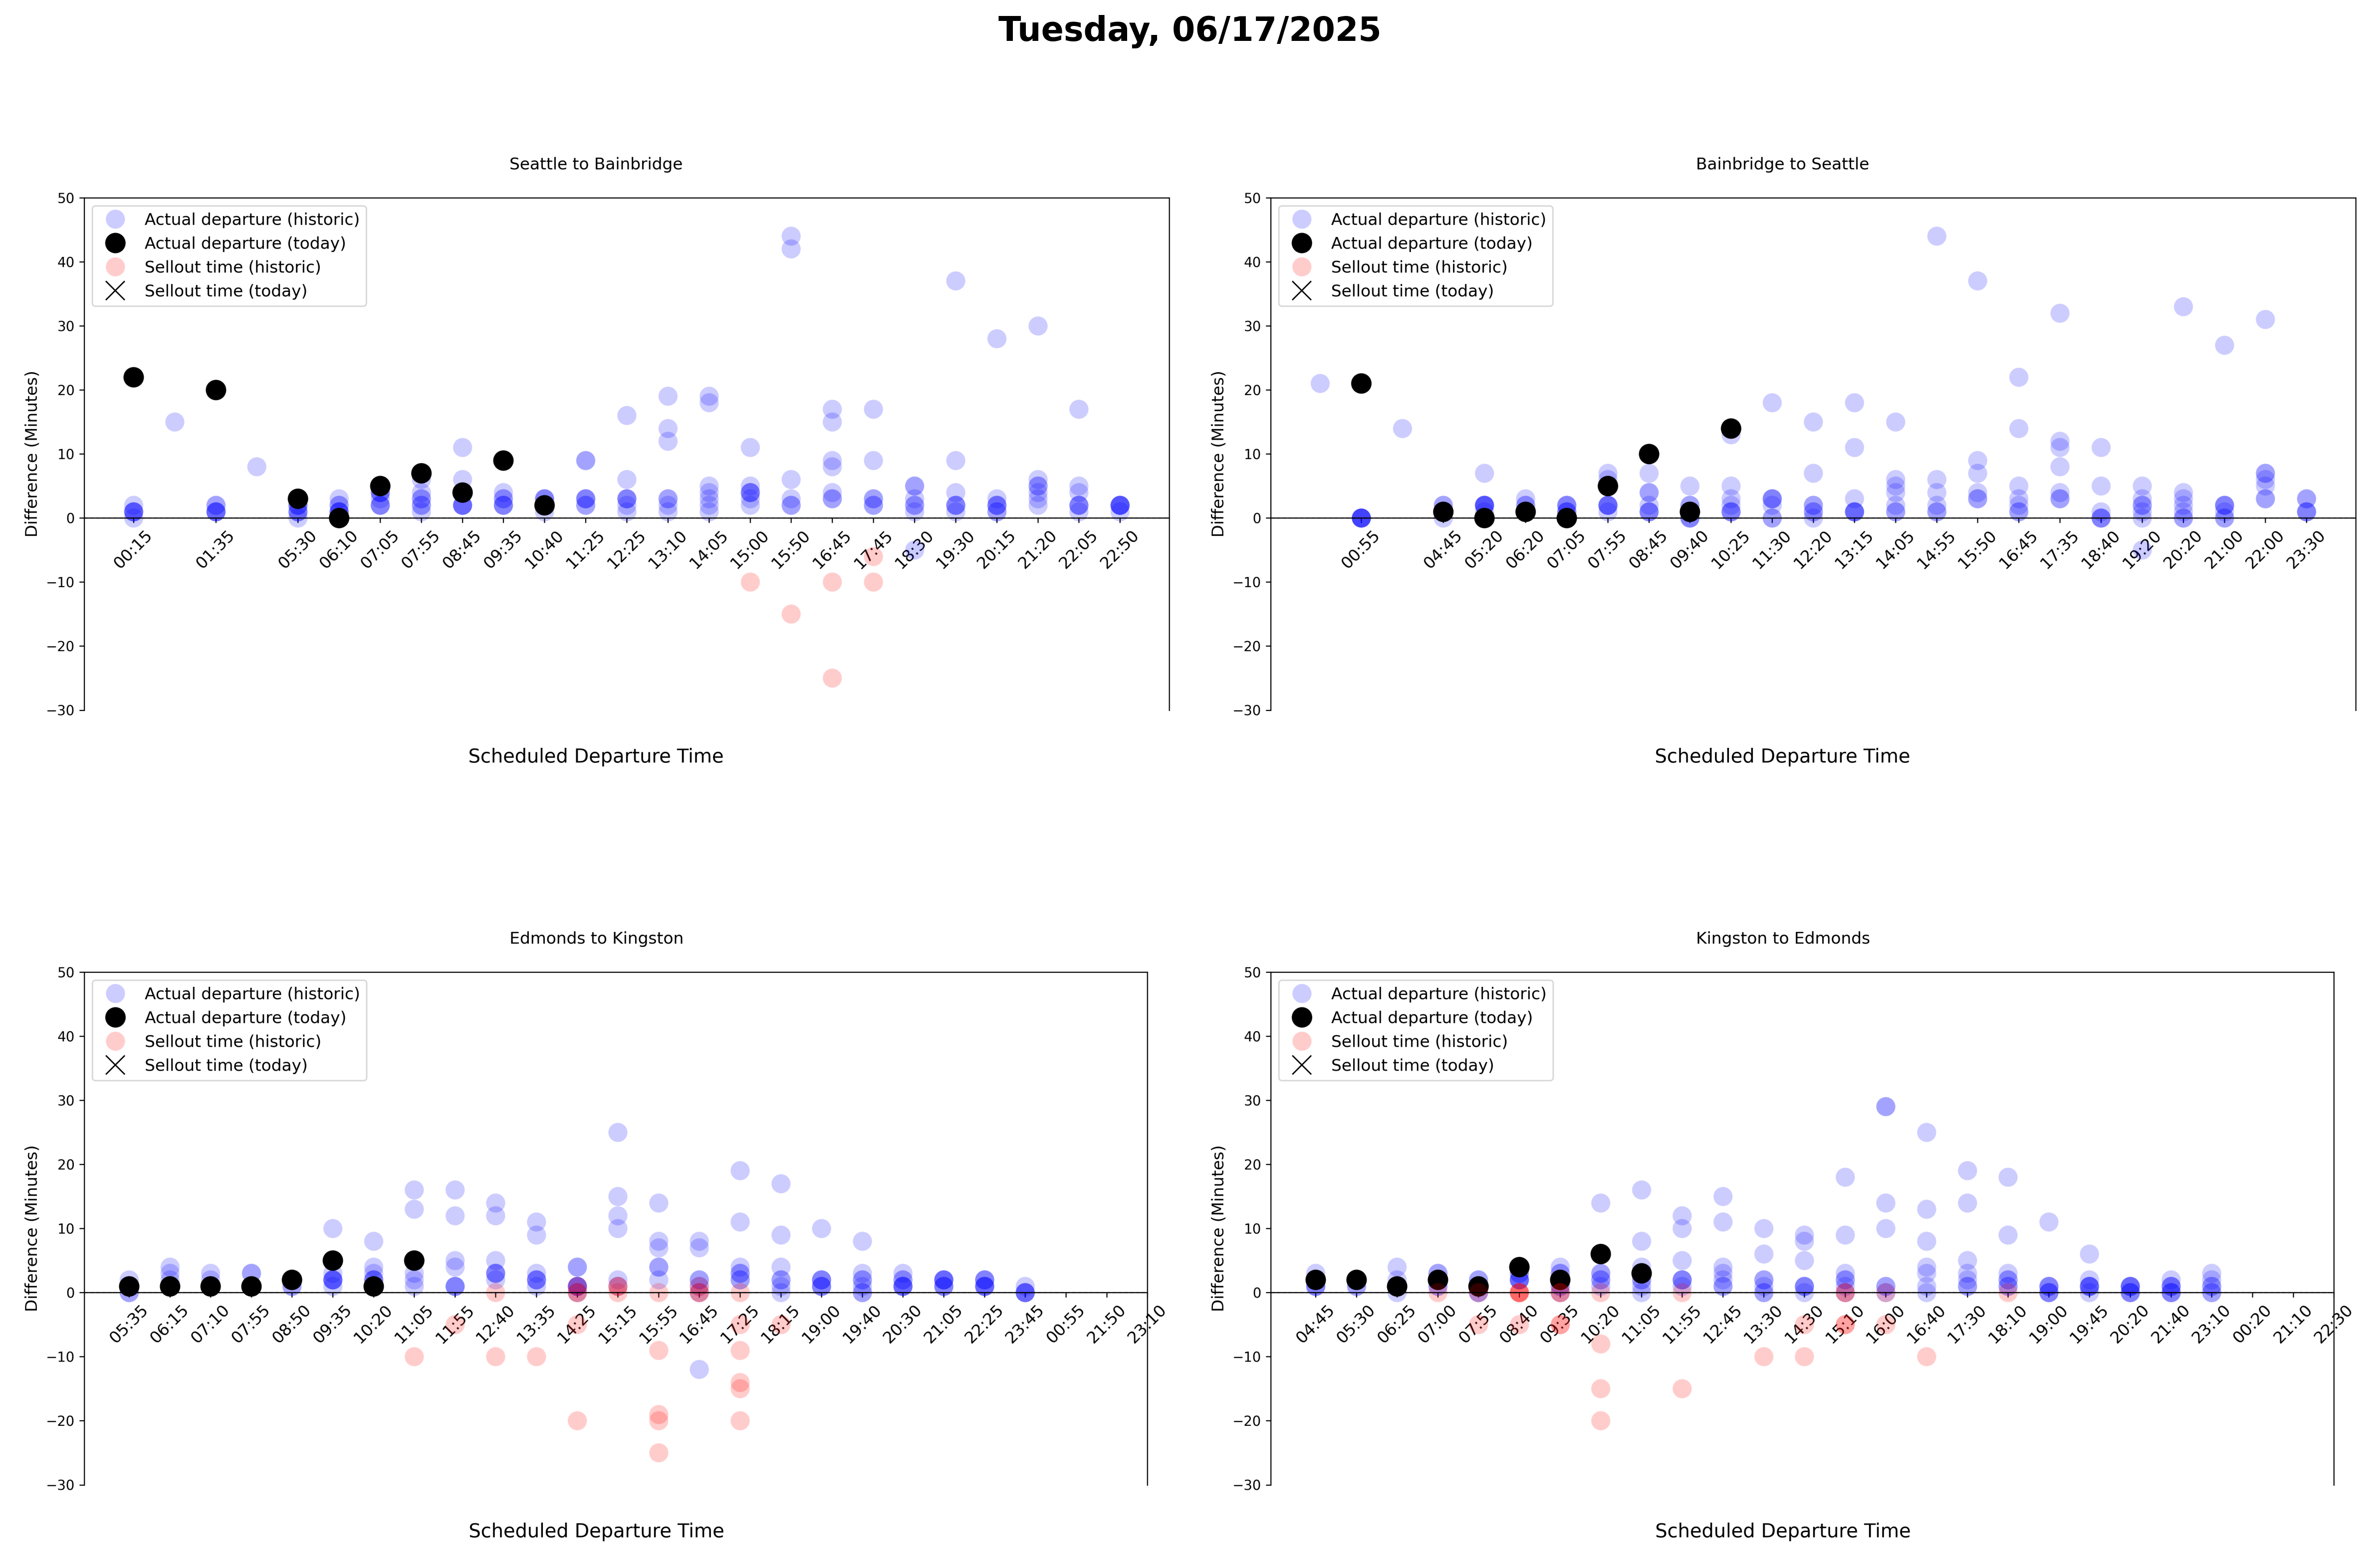 Tuesday, 06/17/2025
Seattle to Bainbridge
Actual departure (historic)
Actual departure (today)
Sellout time (historic)
Sellout time (today)
Difference (Minutes)
50
40
30
20
10
0
−10
−20
−30
00:15 01:35 05:30 06:10 07:05 07:55 08:45 09:35 10:40 11:25 12:25 13:10 14:05 15:00 15:50 16:45 17:45 18:30 19:30 20:15 21:20 22:05 22:50
Scheduled Departure Time
Bainbridge to Seattle
Actual departure (historic)
Actual departure (today)
Sellout time (historic)
Sellout time (today)
Difference (Minutes)
50
40
30
20
10
0
−10
−20
−30
00:55 04:45 05:20 06:20 07:05 07:55 08:45 09:40 10:25 11:30 12:20 13:15 14:05 14:55 15:50 16:45 17:35 18:40 19:20 20:20 21:00 22:00 23:30
Scheduled Departure Time
Edmonds to Kingston
Actual departure (historic)
Actual departure (today)
Sellout time (historic)
Sellout time (today)
Difference (Minutes)
50
40
30
20
10
0
−10
−20
−30
05:35 06:15 07:10 07:55 08:50 09:35 10:20 11:05 11:55 12:40 13:35 14:25 15:15 15:55 16:45 17:25 18:15 19:00 19:40 20:30 21:05 22:25 23:45 00:55 21:50 23:10
Scheduled Departure Time
Kingston to Edmonds
Actual departure (historic)
Actual departure (today)
Sellout time (historic)
Sellout time (today)
Difference (Minutes)
50
40
30
20
10
0
−10
−20
−30
04:45 05:30 06:25 07:00 07:55 08:40 09:35 10:20 11:05 11:55 12:45 13:30 14:30 15:10 16:00 16:40 17:30 18:10 19:00 19:45 20:20 21:40 23:10 00:20 21:10 22:30
Scheduled Departure Time